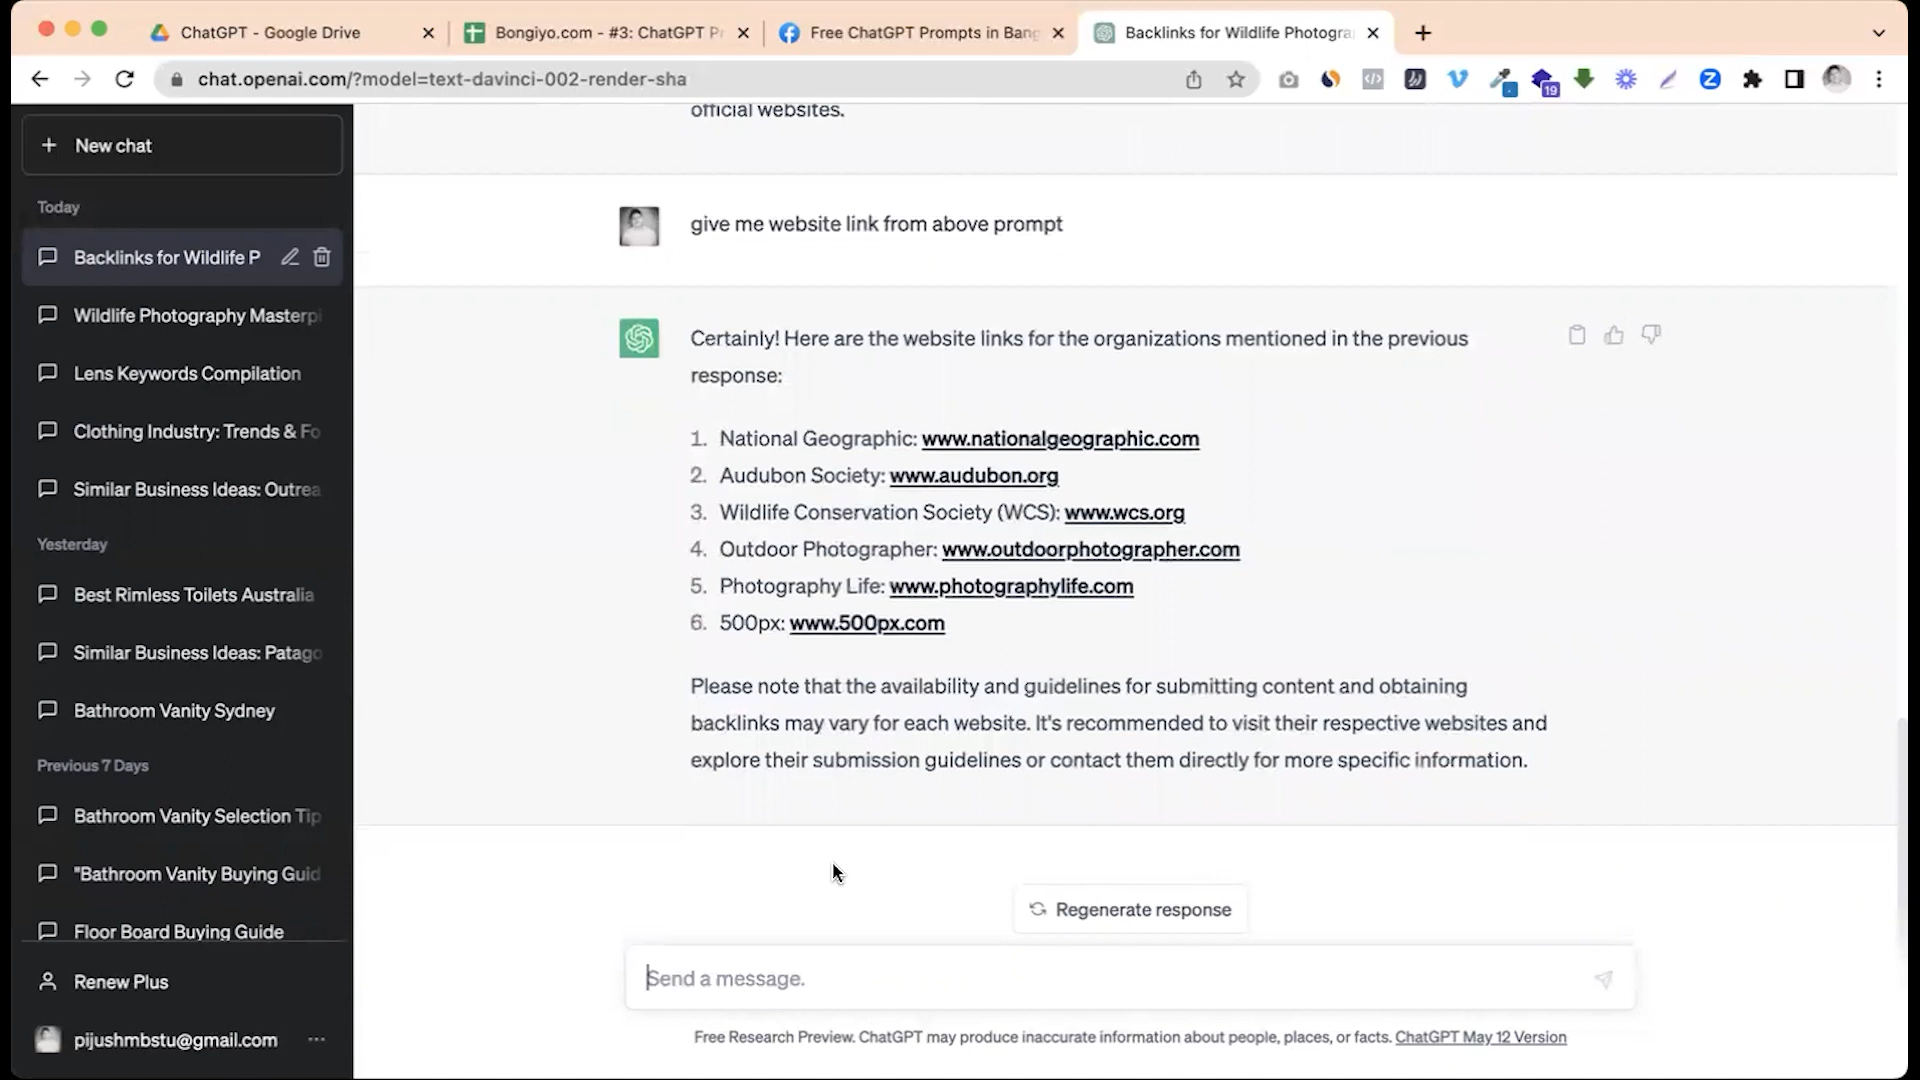 ChatGPT - Google Drive
Bongiyo.com - #3: ChatGPT Pr
Free ChatGPT Prompts in Bang
Backlinks for Wildlife Photogra
chat.openai.com/?model=text-davinci-002-render-sha
19
New chat
Today
Backlinks for Wildlife P
Wildlife Photography Masterpi
Lens Keywords Compilation
Clothing Industry: Trends & Fo
Similar Business Ideas: Outrea
Yesterday
Best Rimless Toilets Australia
Similar Business Ideas: Patago
Bathroom Vanity Sydney
Previous 7 Days
Bathroom Vanity Selection Tip
"Bathroom Vanity Buying Guid
Floor Board Buying Guide
Renew Plus
pijushmbstu@gmail.com
official websites.
give me website link from above prompt
Certainly! Here are the website links for the organizations mentioned in the previous
response:
1. National Geographic: www.nationalgeographic.com
2. Audubon Society: www.audubon.org
3. Wildlife Conservation Society (WCS): www.wcs.org
4. Outdoor Photographer: www.outdoorphotographer.com
5. Photography Life: www.photographylife.com
6. 500px: www.500px.com
Please note that the availability and guidelines for submitting content and obtaining
backlinks may vary for each website. It's recommended to visit their respective websites and
explore their submission guidelines or contact them directly for more specific information.
Regenerate response
Send a message.
Free Research Preview. ChatGPT may produce inaccurate information about people, places, or facts. ChatGPT May 12 Version